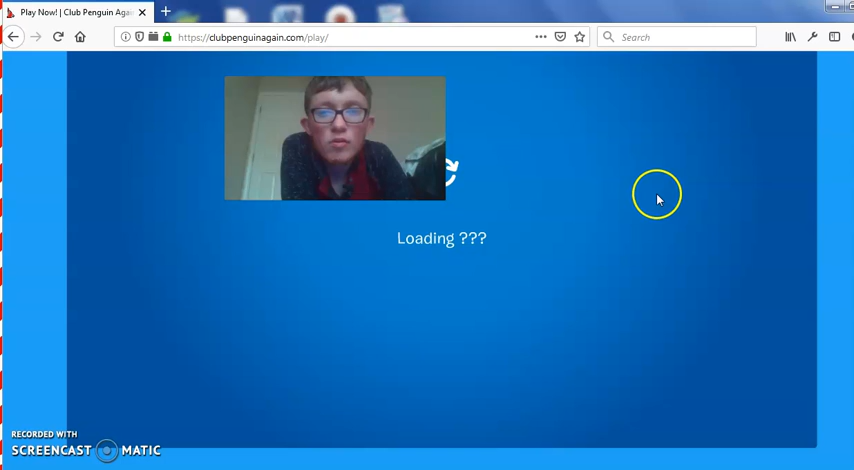 Play Now! | Club Penguin Agai
https://clubpenguinagain.com/play/
Search
Loading ???
RECORDED WITH
SCREENCAST MATIC